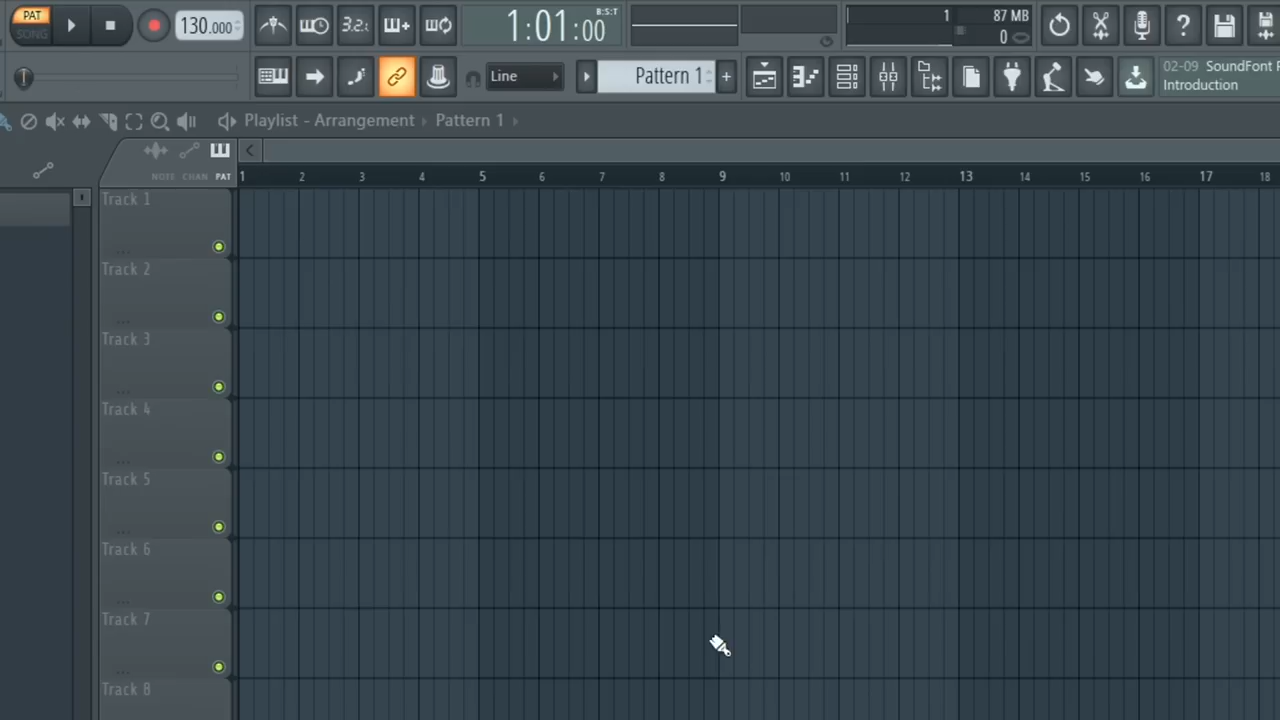 PAT
SONG
130.000
3.2.
1:01:00
B:S:T
1
87 MB
0
Line
Pattern 1
02-09 SoundFont
Introduction
Playlist - Arrangement › Pattern 1 ›
NOTE CHAN PAT
1 2 3 4 5 6 7 8 9 10 11 12 13 14 15 16 17 18
Track 1
Track 2
Track 3
Track 4
Track 5
Track 6
Track 7
Track 8